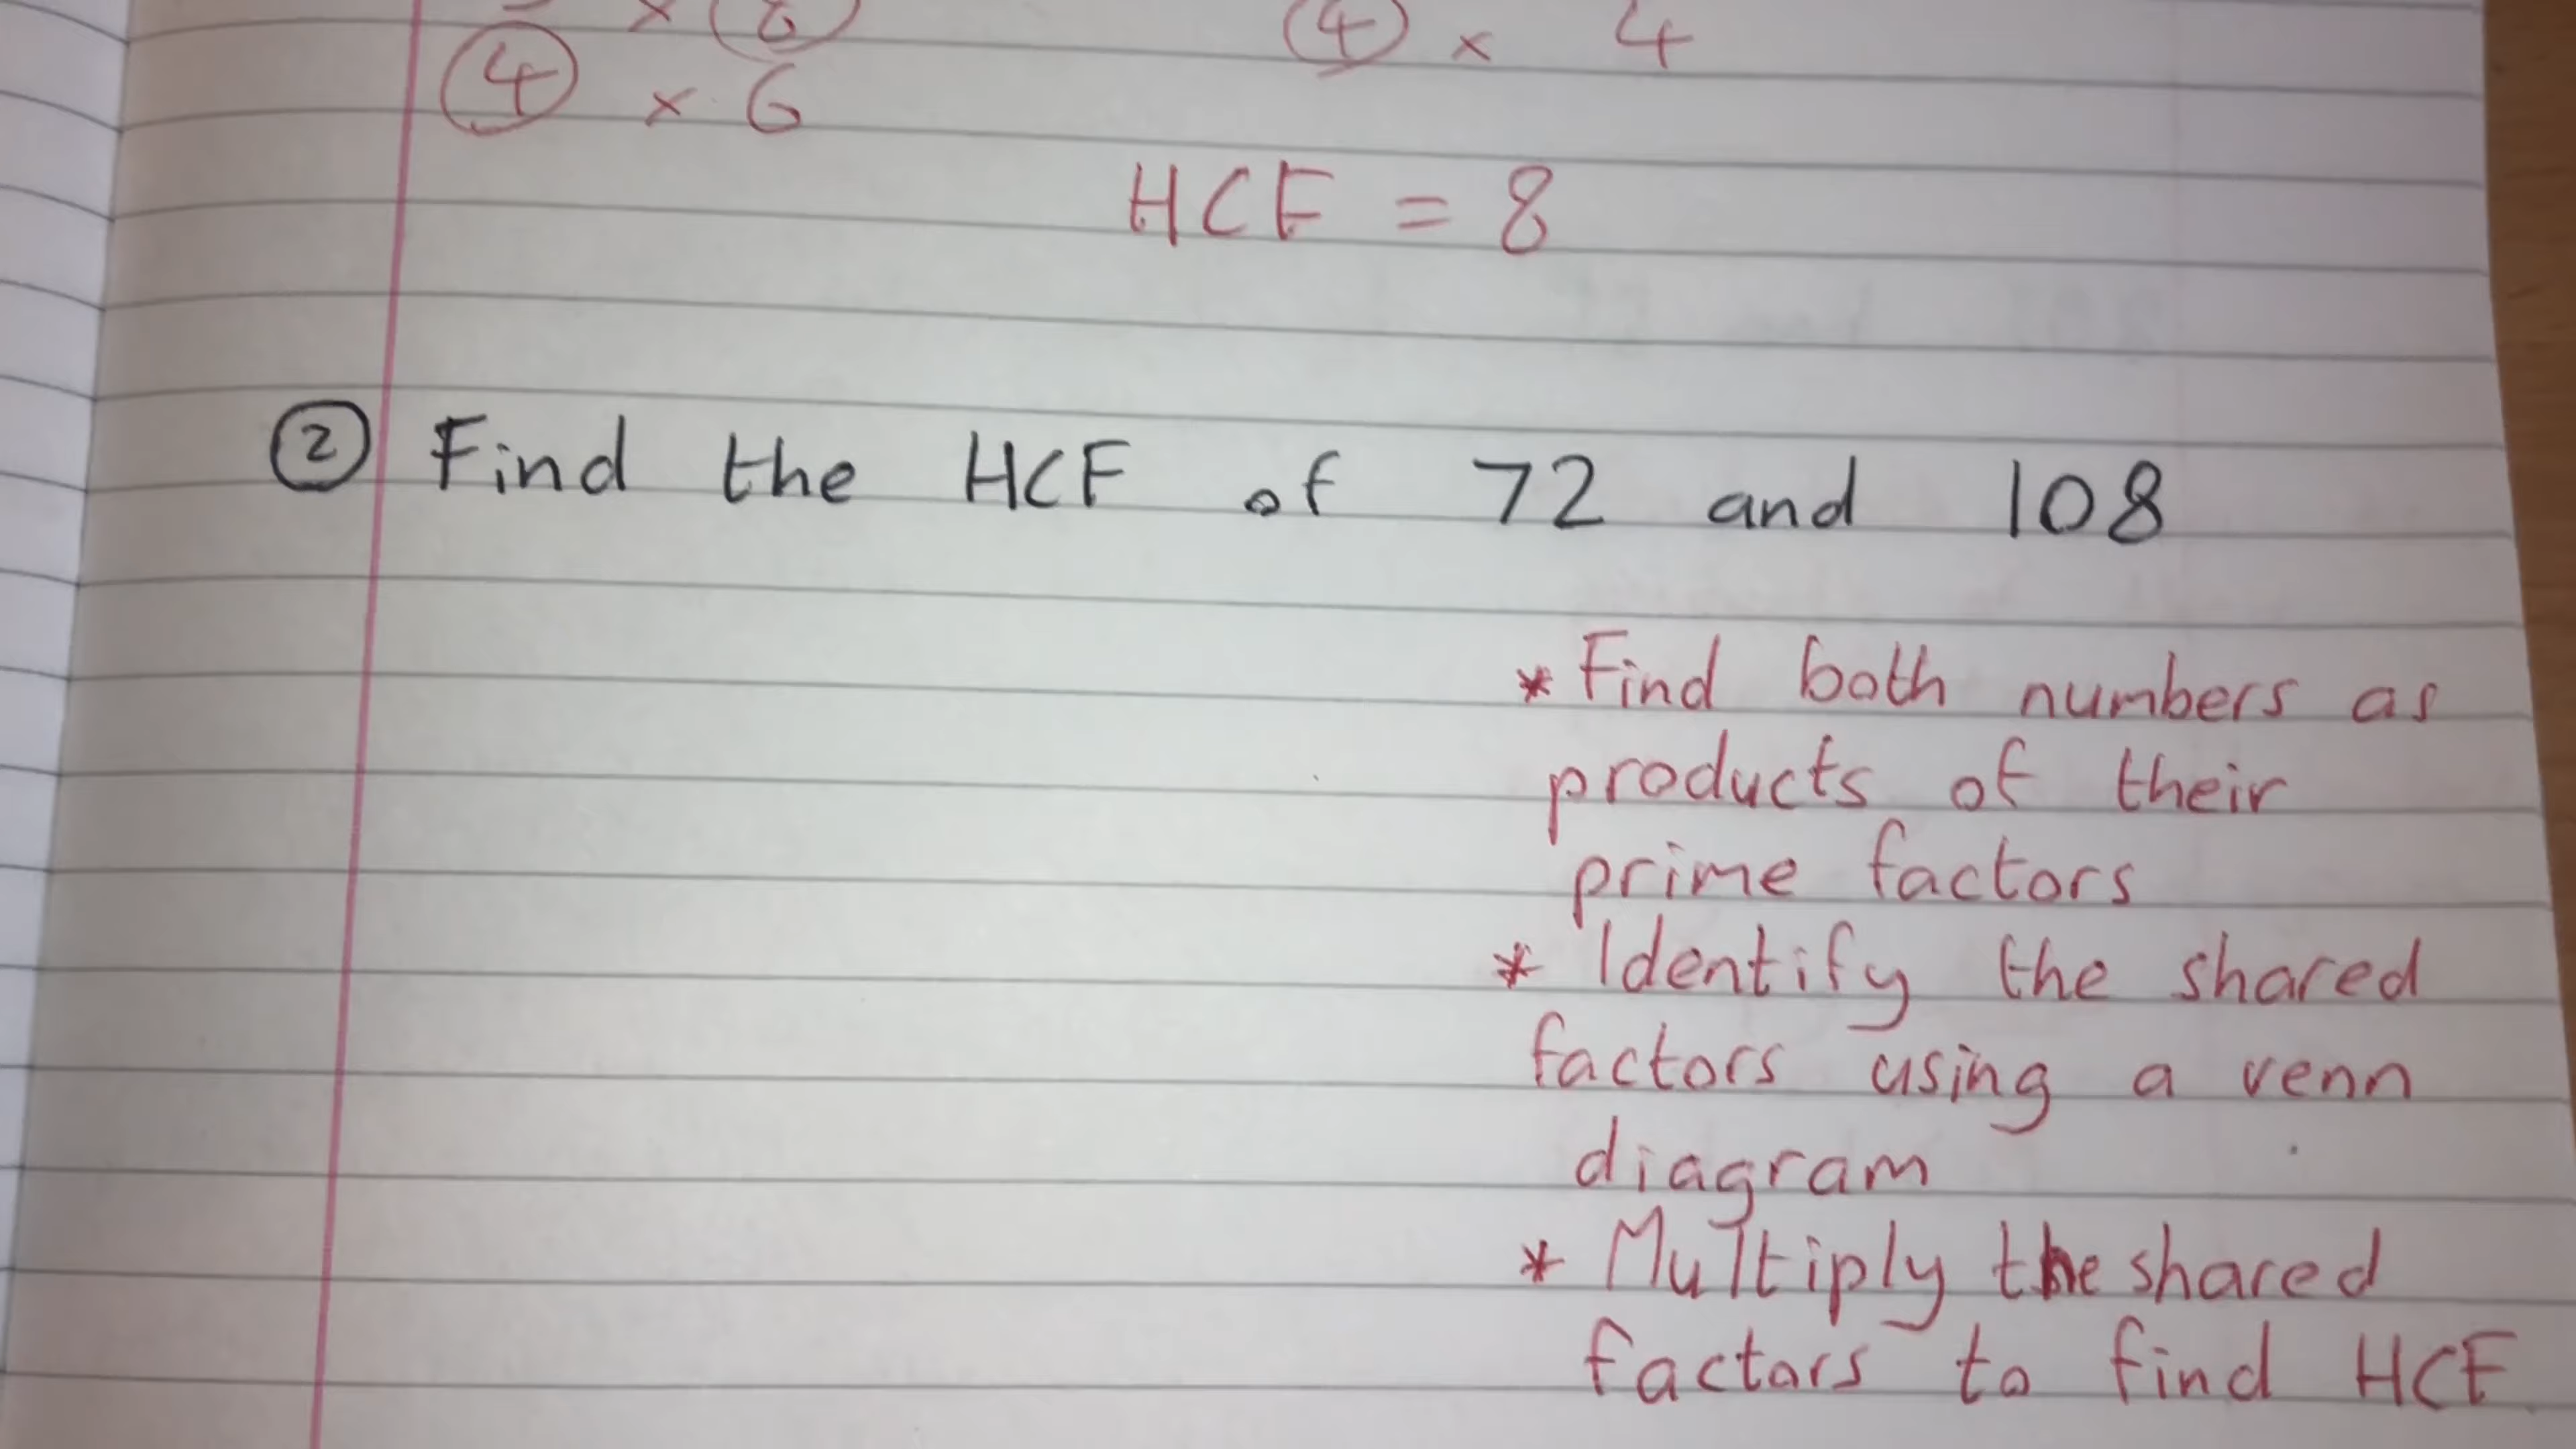 × 8
④ × 4
④ × 6
HCF = 8
② Find the HCF of 72 and 108
* Find both numbers as
products of their
prime factors
* Identify the shared
factors using a venn
diagram
* Multiply the shared
factors to find HCF